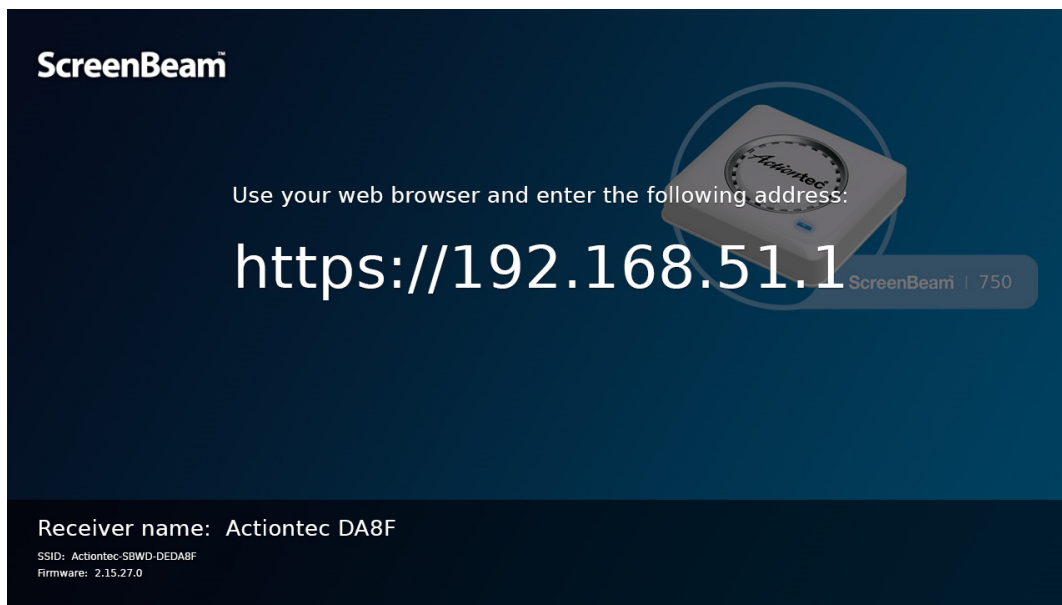 ScreenBeam™
Actiontec
Use your web browser and enter the following address:
https://192.168.51.1
ScreenBeam | 750
Receiver name: Actiontec DA8F
SSID: Actiontec-SBWD-DEDA8F
Firmware: 2.15.27.0